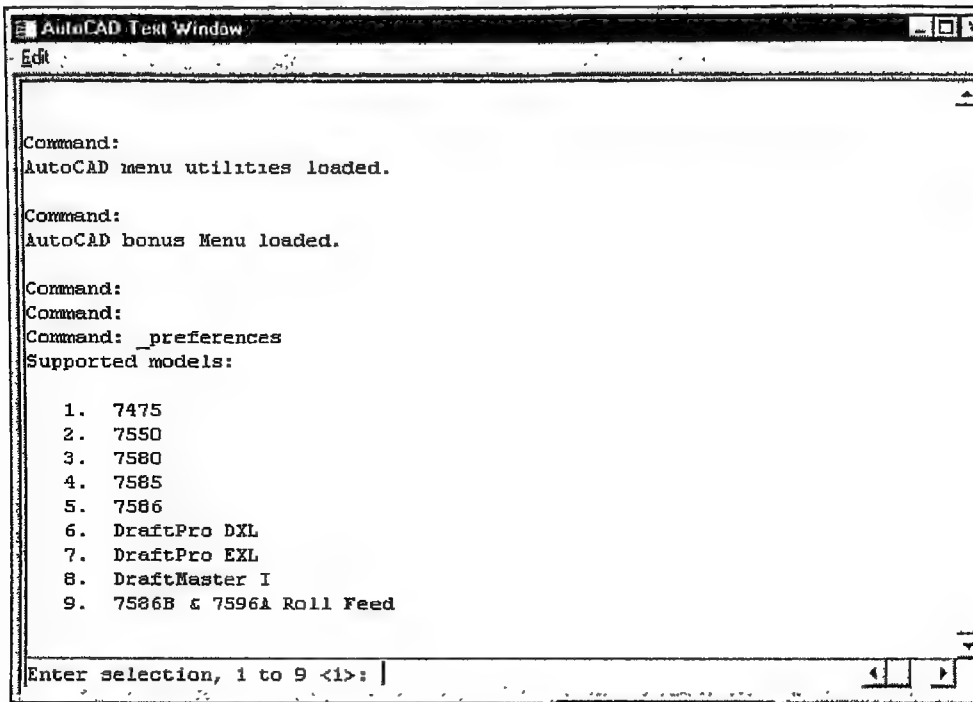 AutoCAD Text Window
Edit
Command:
AutoCAD menu utilities loaded.
Command:
AutoCAD bonus Menu loaded.
Command:
Command:
Command: _preferences
Supported models:
1. 7475
2. 7550
3. 7580
4. 7585
5. 7586
6. DraftPro DXL
7. DraftPro EXL
8. DraftMaster I
9. 7586B & 7596A Roll Feed
Enter selection, 1 to 9 <1>: